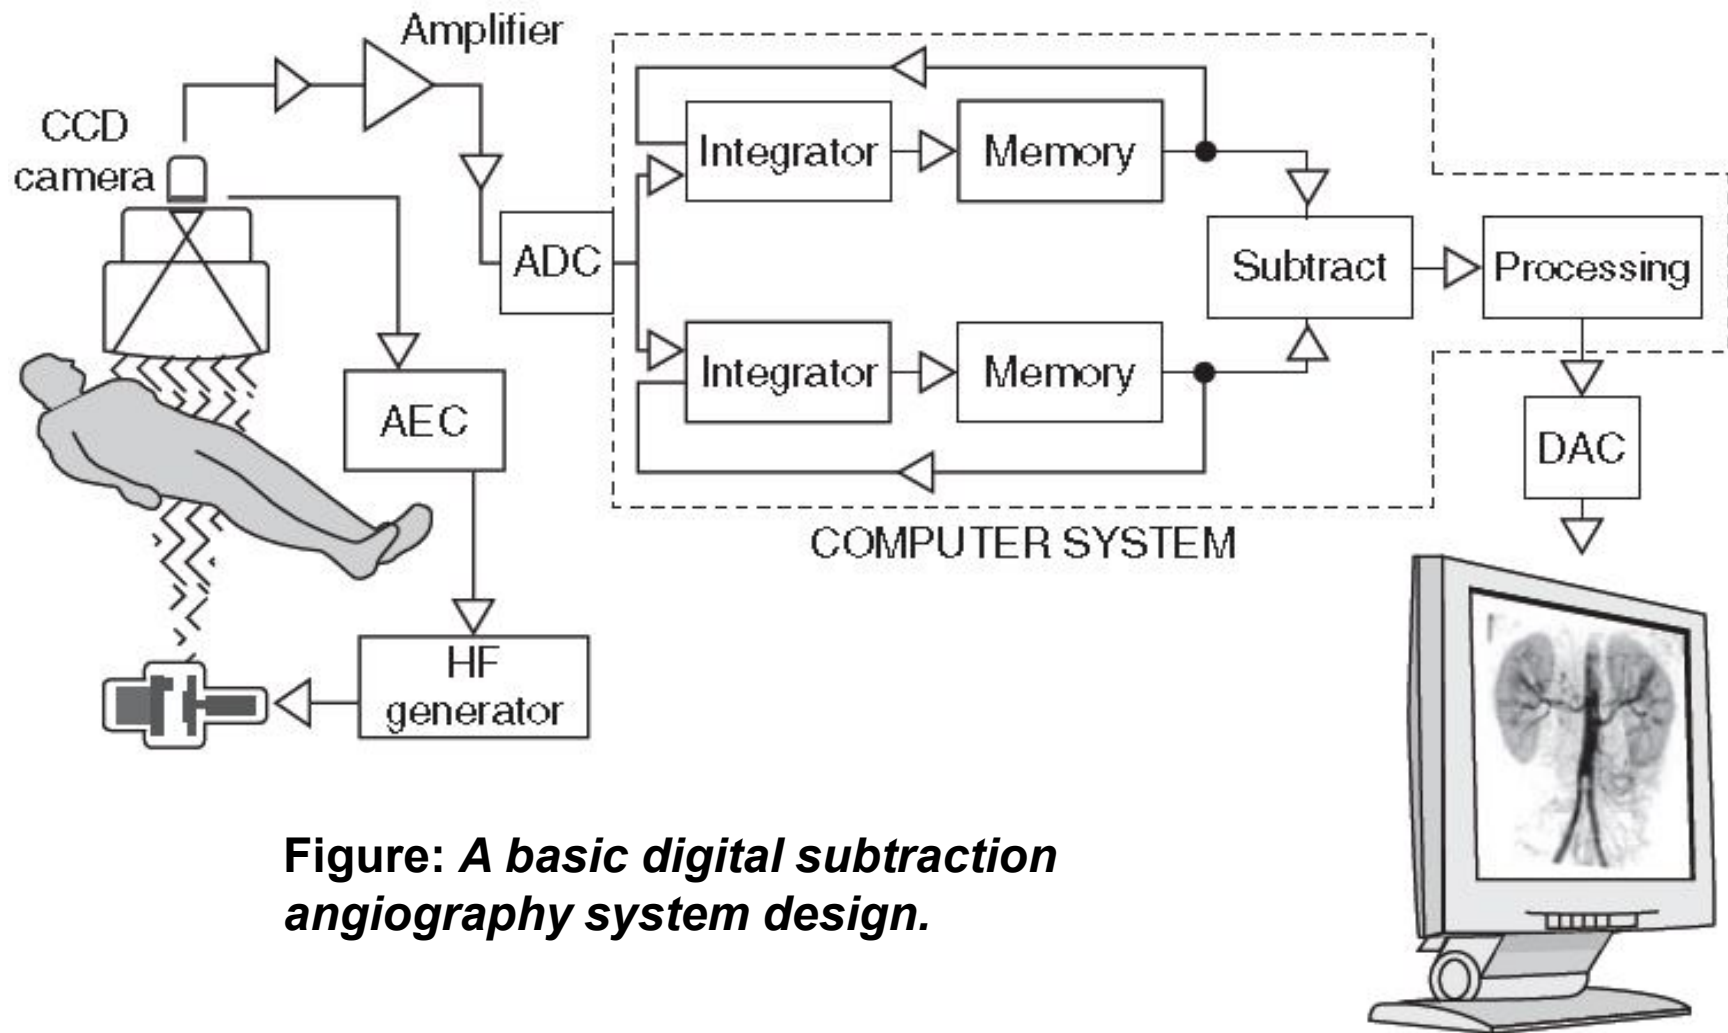 Amplifier
CCD
camera
Integrator
Memory
ADC
Subtract
Processing
Integrator
Memory
AEC
DAC
COMPUTER SYSTEM
HF
generator
Figure: A basic digital subtraction
angiography system design.